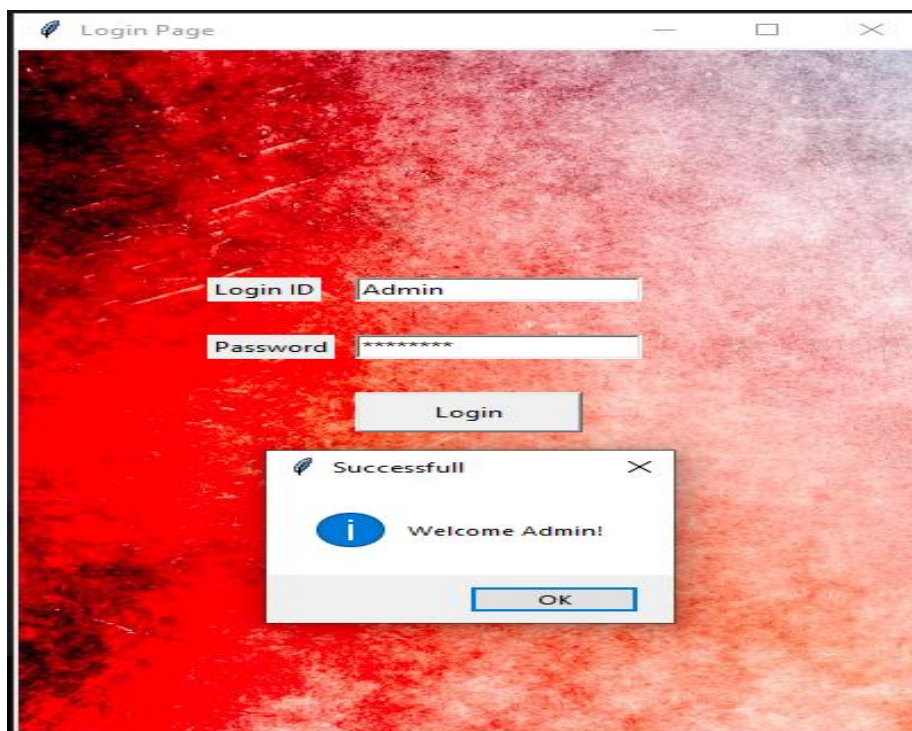 Login Page
Login ID Admin
Password ********
Login
Successfull
i Welcome Admin!
OK